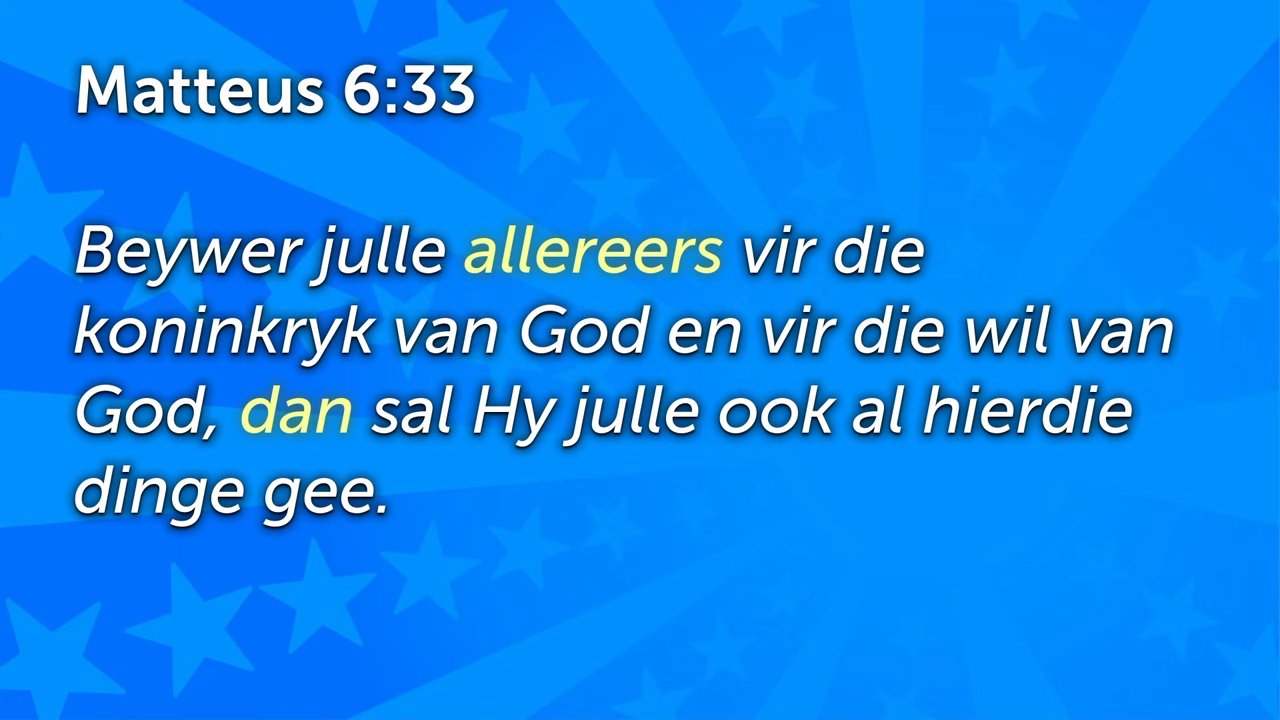 Matteus 6:33
Beywer julle allereers vir die
koninkryk van God en vir die wil van
God, dan sal Hy julle ook al hierdie
dinge gee.